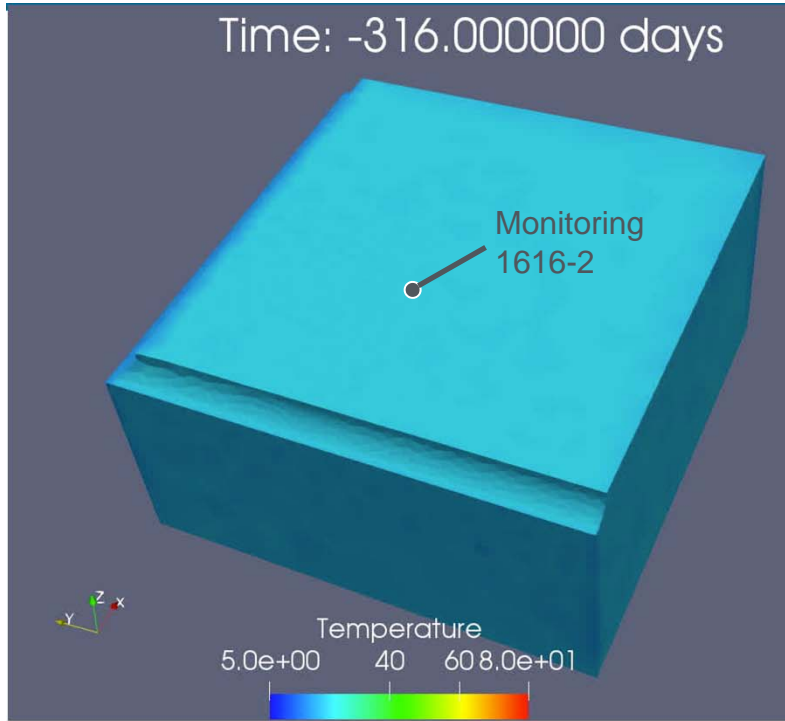 Time: -316.000000 days
Monitoring
1616-2
Z
X
Y
Temperature
5.0e+00 40 60 8.0e+01